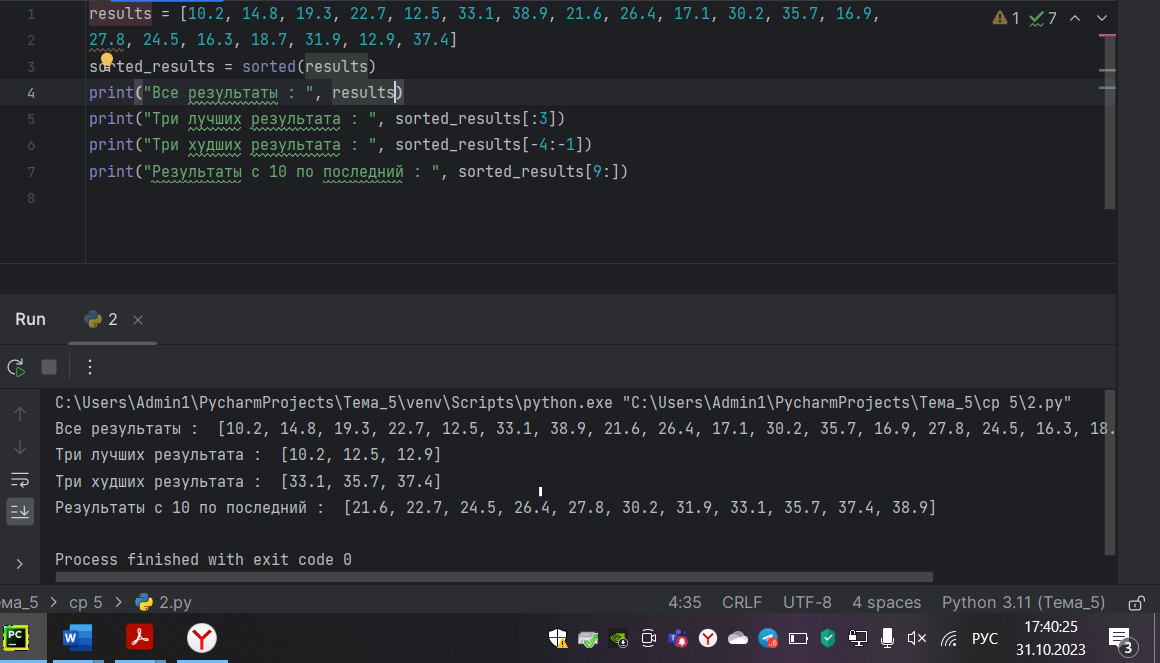 1 results = [10.2, 14.8, 19.3, 22.7, 12.5, 33.1, 38.9, 21.6, 26.4, 17.1, 30.2, 35.7, 16.9, 1 7
2 27.8, 24.5, 16.3, 18.7, 31.9, 12.9, 37.4]
3 sorted_results = sorted(results)
4 print("Все результаты : ", results)
5 print("Три лучших результата : ", sorted_results[:3])
6 print("Три худших результата : ", sorted_results[-4:-1])
7 print("Результаты с 10 по последний : ", sorted_results[9:])
8
Run 2
C:\Users\Admin1\PycharmProjects\Тема_5\venv\Scripts\python.exe "C:\Users\Admin1\PycharmProjects\Тема_5\ср 5\2.py"
Все результаты :  [10.2, 14.8, 19.3, 22.7, 12.5, 33.1, 38.9, 21.6, 26.4, 17.1, 30.2, 35.7, 16.9, 27.8, 24.5, 16.3, 18.
Три лучших результата :  [10.2, 12.5, 12.9]
Три худших результата :  [33.1, 35.7, 37.4]
Результаты с 10 по последний :  [21.6, 22.7, 24.5, 26.4, 27.8, 30.2, 31.9, 33.1, 35.7, 37.4, 38.9]
Process finished with exit code 0
ма_5 > ср 5 > 2.py 4:35 CRLF UTF-8 4 spaces Python 3.11 (Тема_5)
PC W 6 РУС 17:40:25 3
31.10.2023